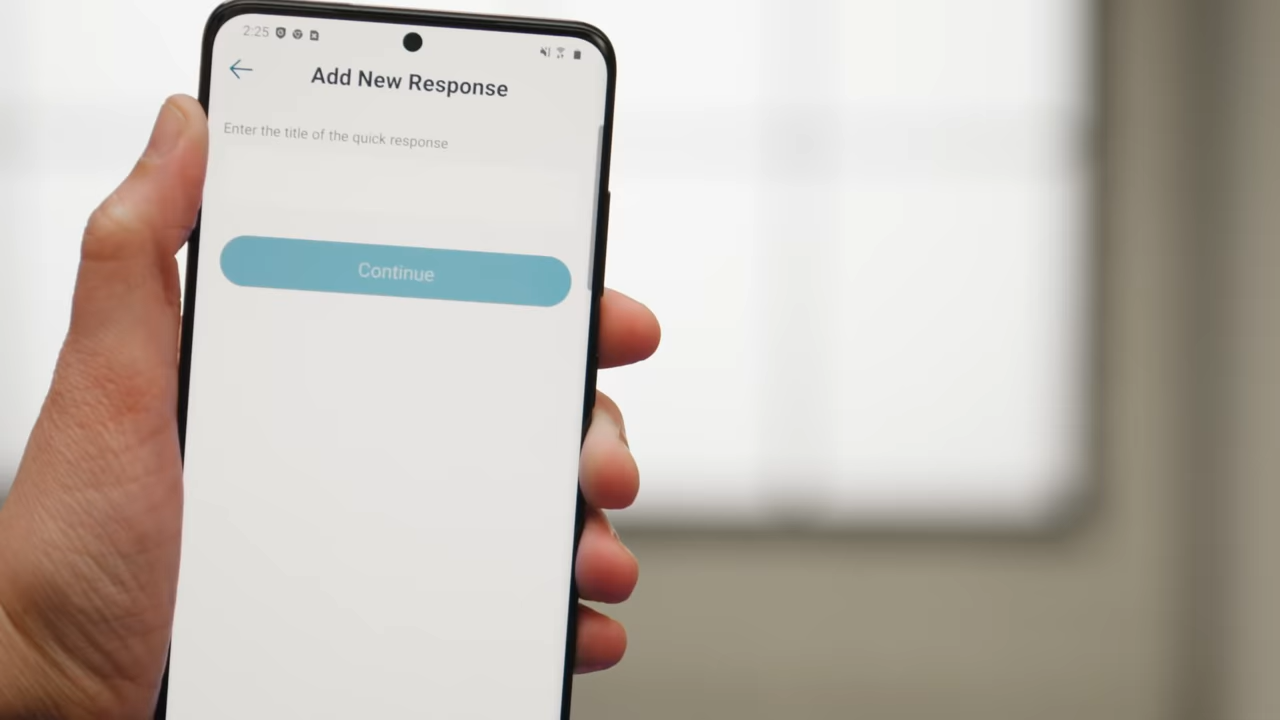 2:25
Add New Response
Enter the title of the quick response
Continue